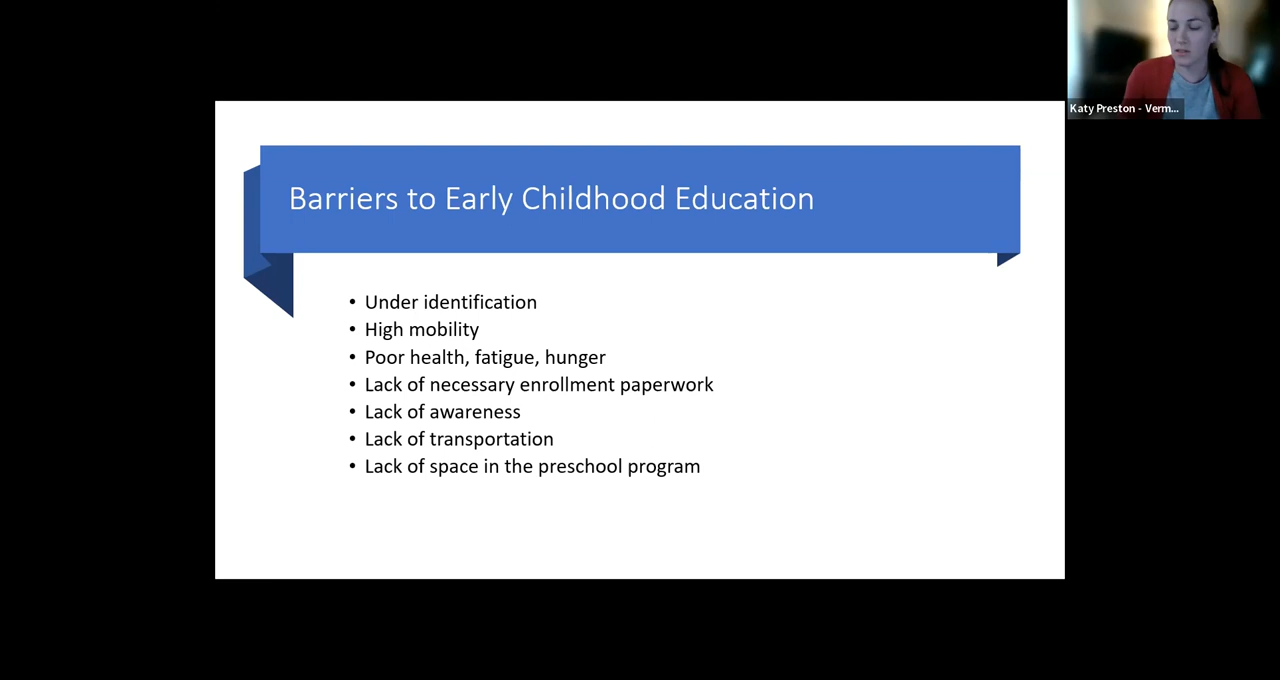 Katy Preston - Verm...
Barriers to Early Childhood Education
• Under identification
• High mobility
• Poor health, fatigue, hunger
• Lack of necessary enrollment paperwork
• Lack of awareness
• Lack of transportation
• Lack of space in the preschool program